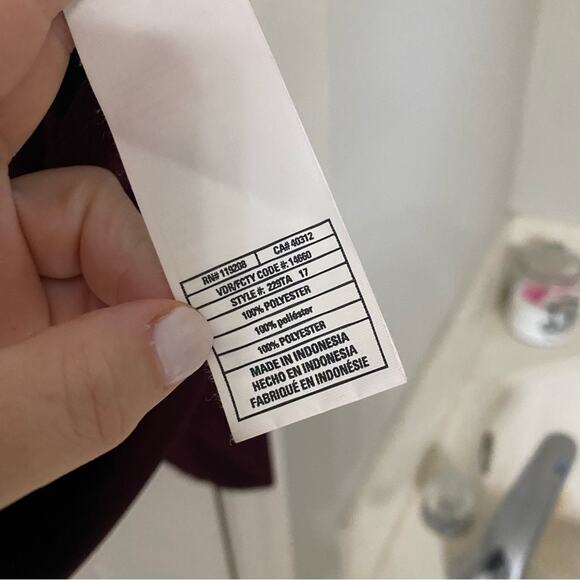 RN# 119208 CA# 40312
VDR/FCTY CODE #: 14660
STYLE #: 229TA 17
100% POLYESTER
100% poliéster
100% POLYESTER
MADE IN INDONESIA
HECHO EN INDONESIA
FABRIQUÉ EN INDONÉSIE